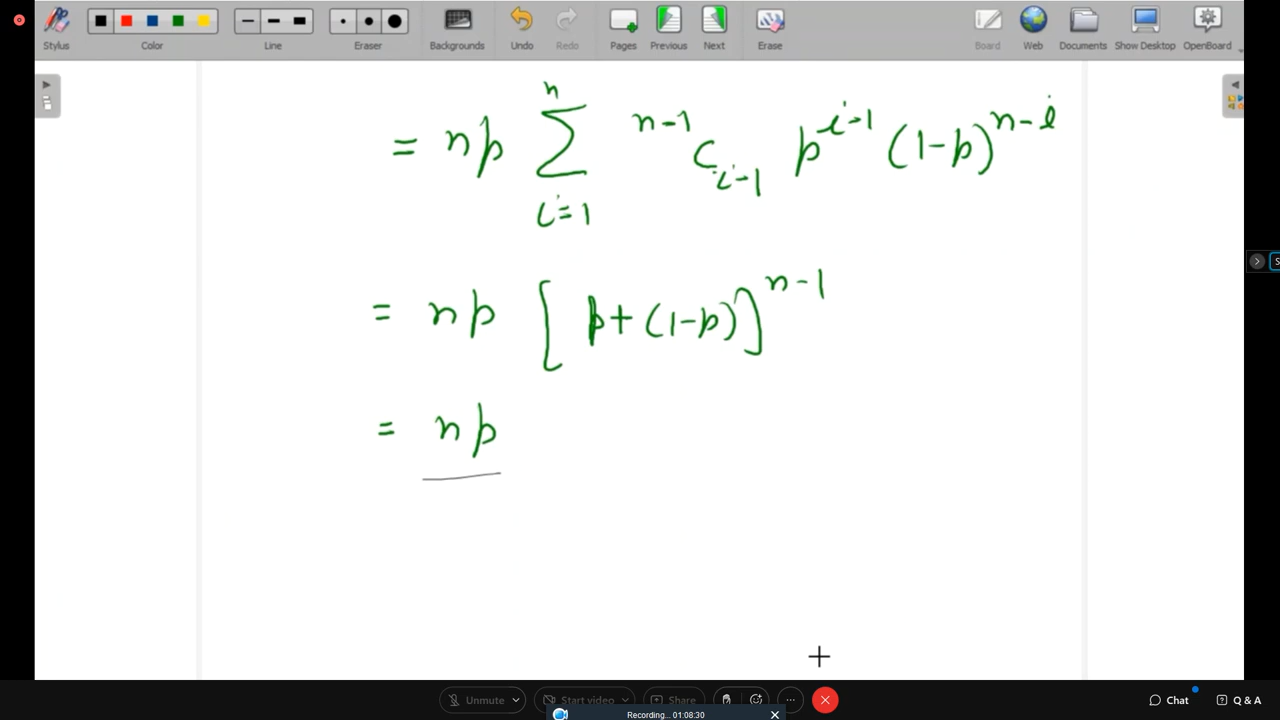 Stylus Color Line Eraser Backgrounds Undo Redo Pages Previous Next Erase Board Web Documents Show Desktop OpenBoard
= np \sum_{i=1}^{n} {}^{n-1}C_{i-1} p^{i-1} (1-p)^{n-i}
= np [p+(1-p)]^{n-1}
= np
Unmute Start video Share Chat Q & A
Recording... 01:08:30